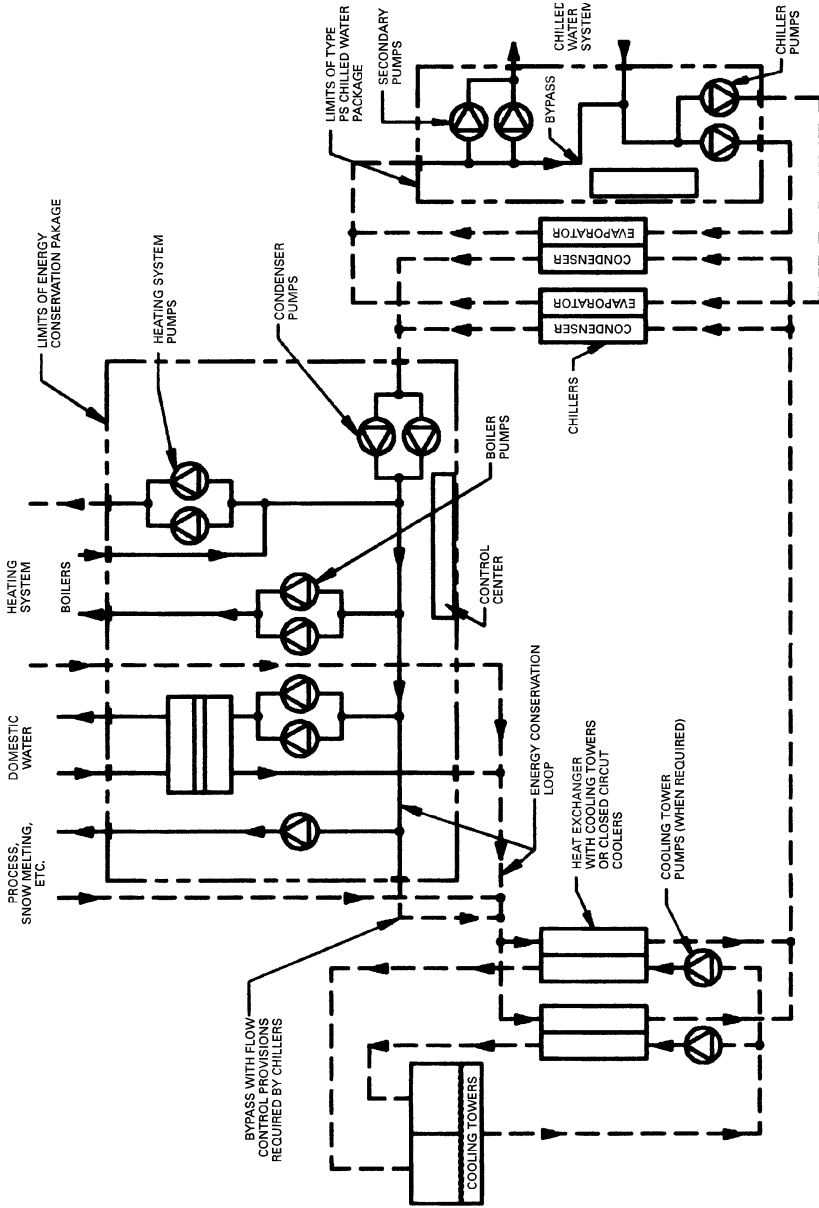 LIMITS OF ENERGY
CONSERVATION PAKAGE
HEATING SYSTEM
PUMPS
CONDENSER
PUMPS
LIMITS OF TYPE
PS CHILLED WATER
PACKAGE
SECONDARY
PUMPS
CHILLED
WATER
SYSTEM
BYPASS
CHILLER
PUMPS
HEATING
SYSTEM
BOILERS
BOILER
PUMPS
CONTROL
CENTER
CONDENSER
EVAPORATOR
CONDENSER
EVAPORATOR
CHILLERS
DOMESTIC
WATER
PROCESS,
SNOW MELTING,
ETC.
ENERGY CONSERVATION
LOOP
HEAT EXCHANGER
WITH COOLING TOWERS
OR CLOSED CIRCUT
COOLERS
COOLING TOWER
PUMPS (WHEN REQUIRED)
BYPASS WITH FLOW
CONTROL PROVISIONS
REQUIRED BY CHILLERS
COOLING TOWERS